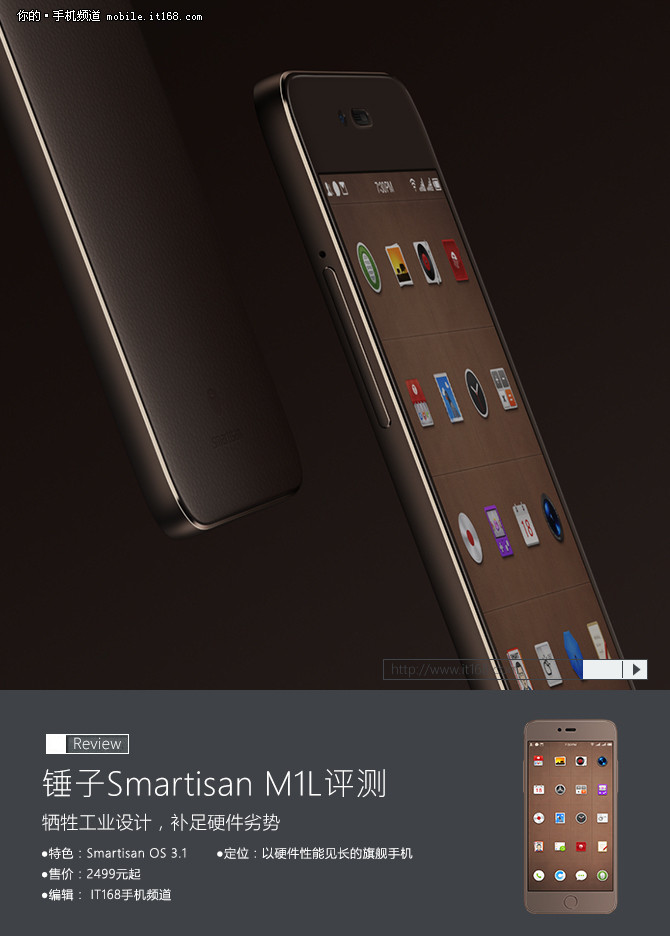 你的·手机频道 mobile.it168.com
7:30PM
18
http://www.it16
Review
锤子Smartisan M1L评测
牺牲工业设计，补足硬件劣势
●特色：Smartisan OS 3.1 ●定位：以硬件性能见长的旗舰手机
●售价：2499元起
●编辑： IT168手机频道